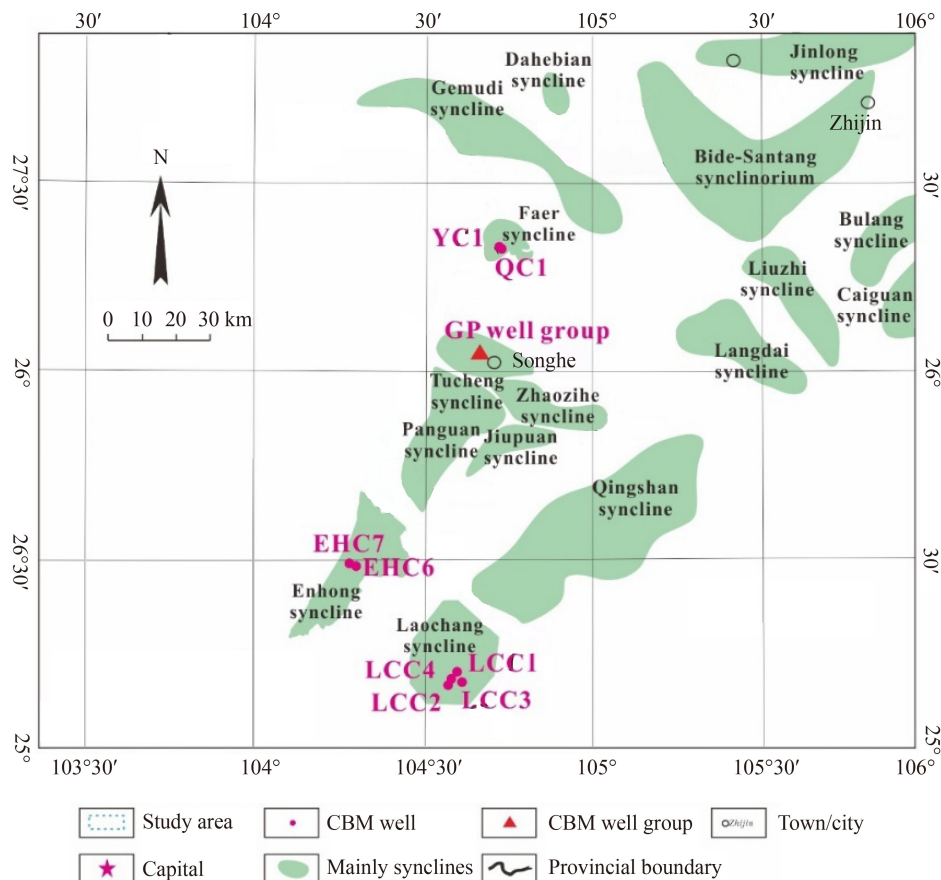 30′ 104° 30′ 105° 30′ 106°
Dahebian
syncline
Jinlong
syncline
Gemudi
syncline
Zhijin
Bide-Santang
synclinorium
N
27°30′
30′
Faer
syncline
Bulang
syncline
YC1
QC1
Liuzhi
syncline
Caiguan
syncline
0 10 20 30 km
GP well group
Songhe
Langdai
syncline
26°
26°
Tucheng
syncline
Zhaozihe
syncline
Panguan
syncline
Jiupuan
syncline
Qingshan
syncline
EHC7
EHC6
26°30′
30′
Enhong
syncline
Laochang
syncline
LCC4
LCC1
LCC2
LCC3
25°
25°
103°30′ 104° 104°30′ 105° 105°30′ 106°
Study area
CBM well
CBM well group
Zhijin
Town/city
Capital
Mainly synclines
Provincial boundary